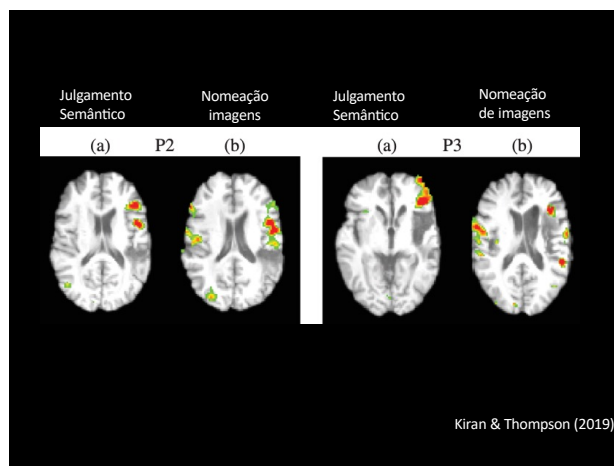 Julgamento
Semântico
Nomeação
imagens
Julgamento
Semântico
Nomeação
de imagens
(a) P2 (b)
(a) P3 (b)
Kiran & Thompson (2019)